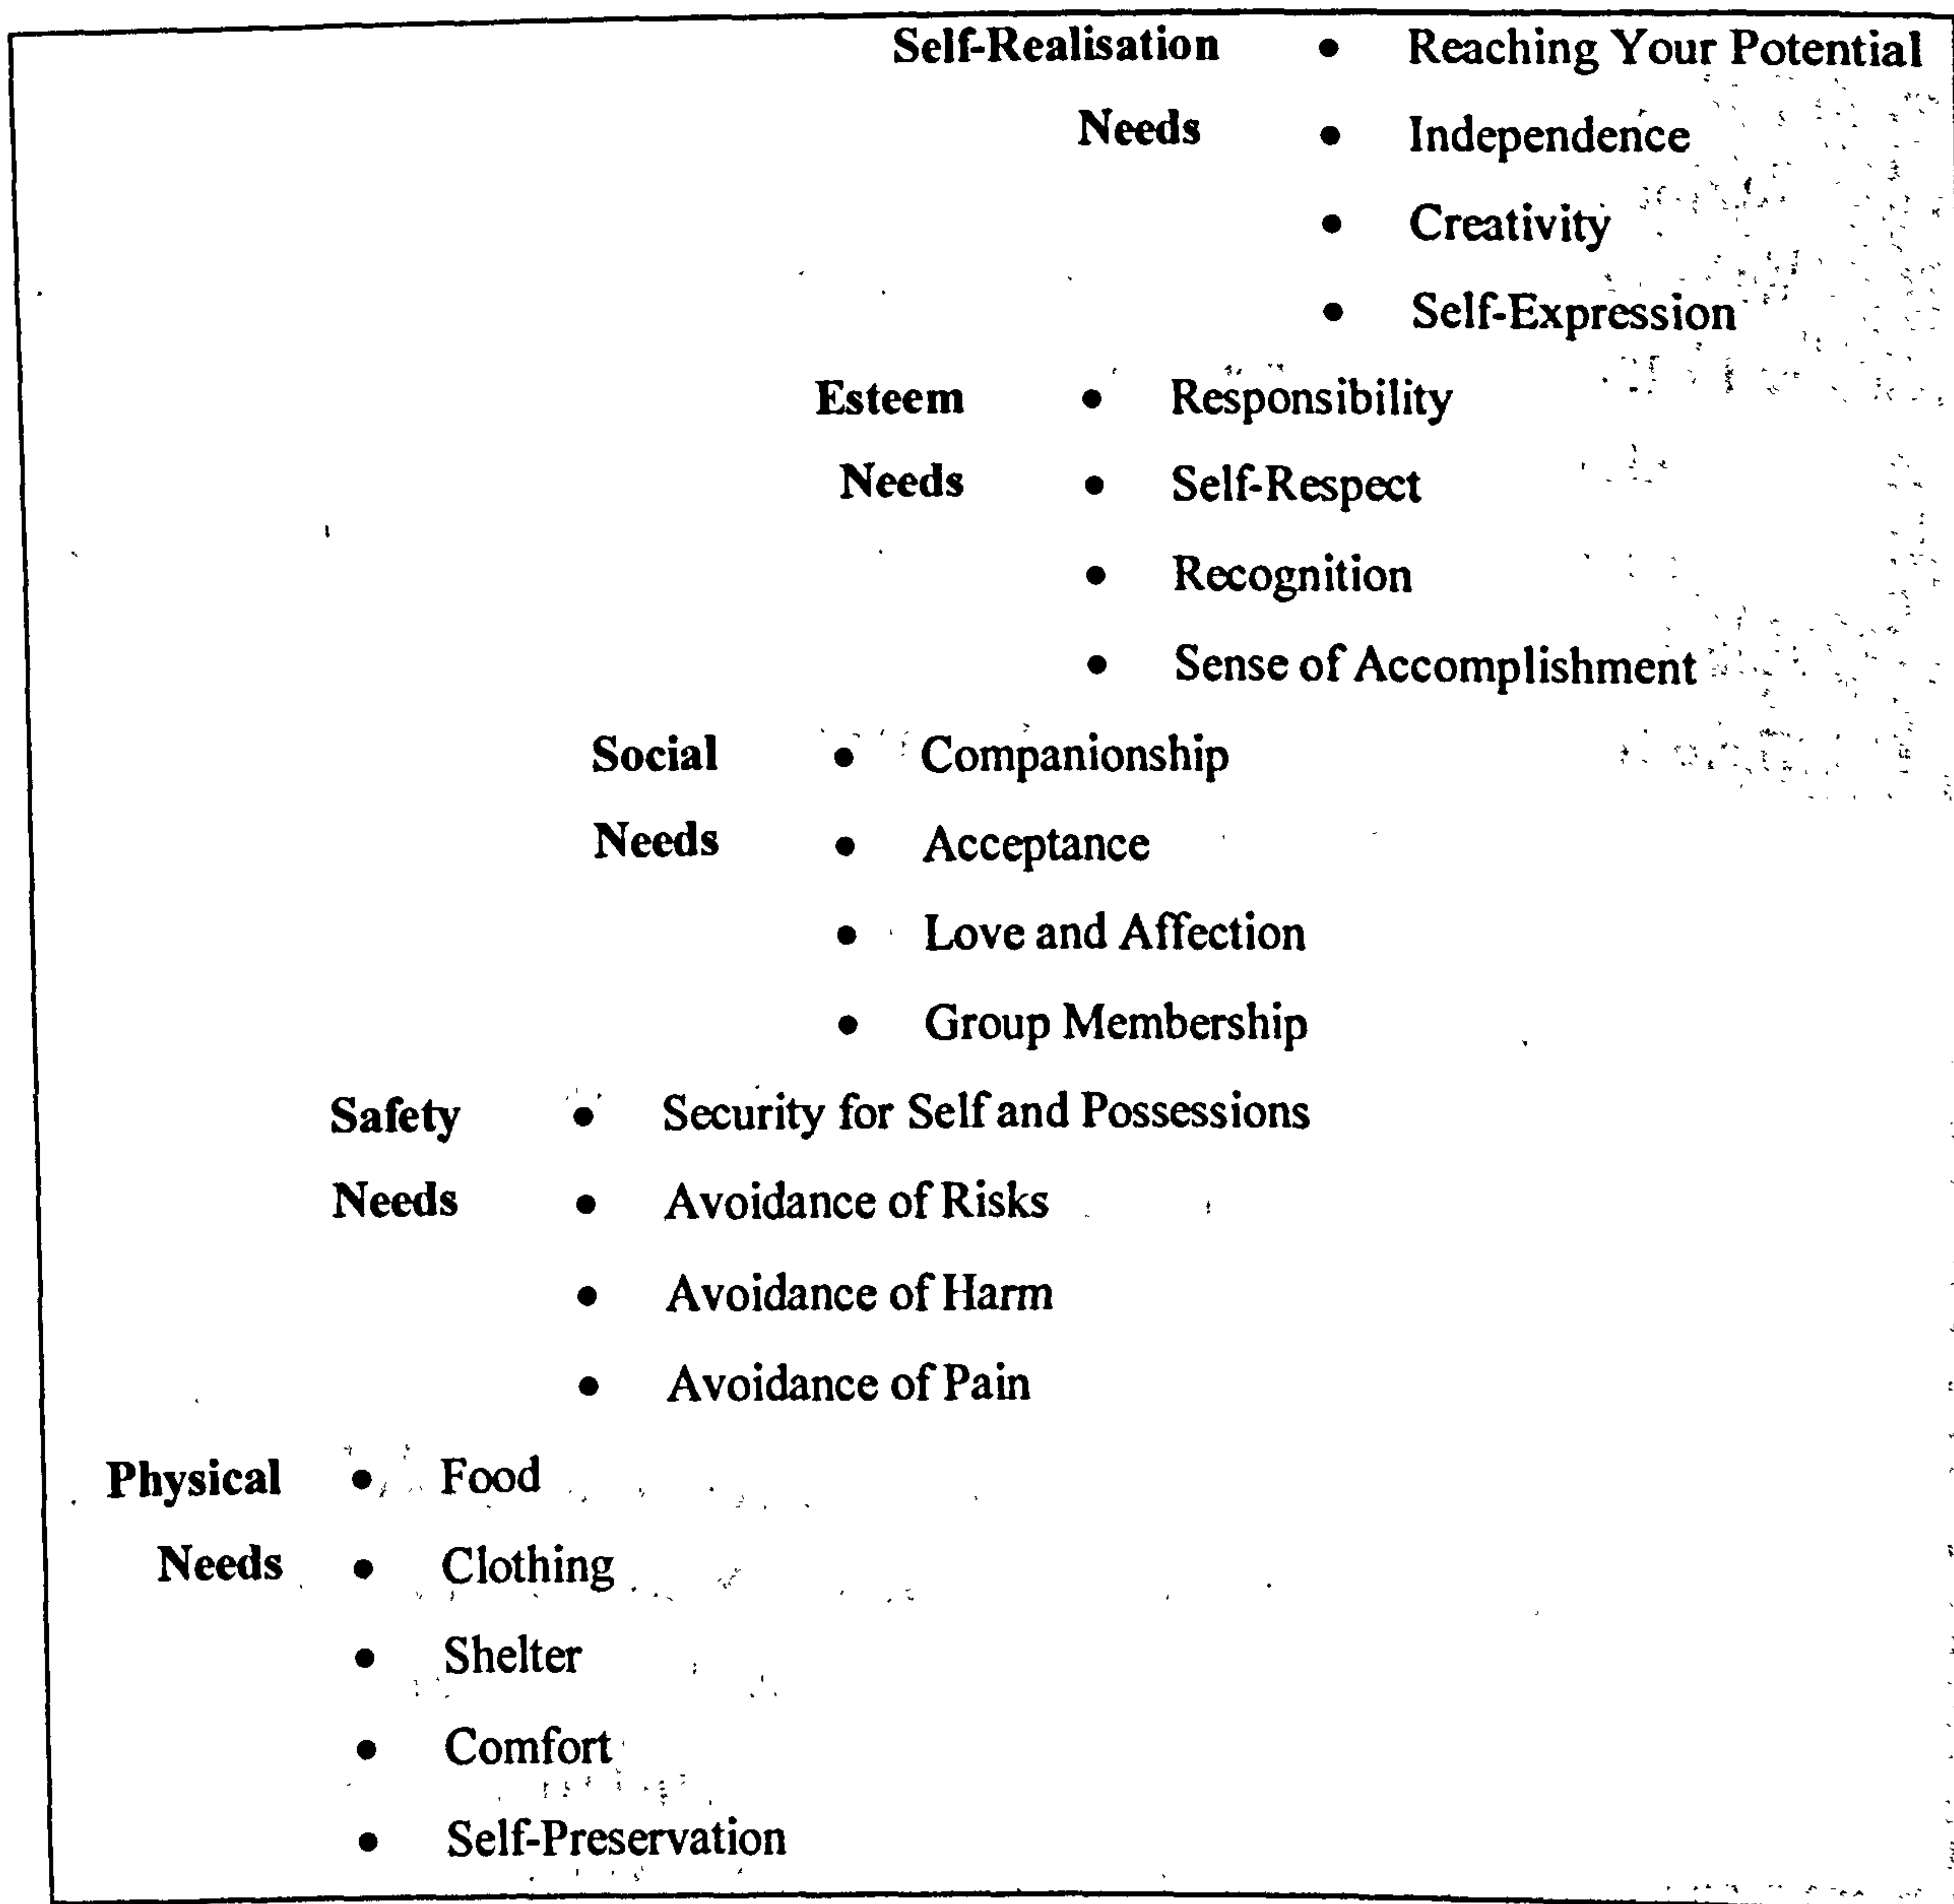 Self-Realisation • Reaching Your Potential
Needs • Independence
• Creativity
• Self-Expression
Esteem • Responsibility
Needs • Self-Respect
• Recognition
• Sense of Accomplishment
Social • Companionship
Needs • Acceptance
• Love and Affection
• Group Membership
Safety • Security for Self and Possessions
Needs • Avoidance of Risks
• Avoidance of Harm
• Avoidance of Pain
Physical • Food
Needs • Clothing
• Shelter
• Comfort
• Self-Preservation